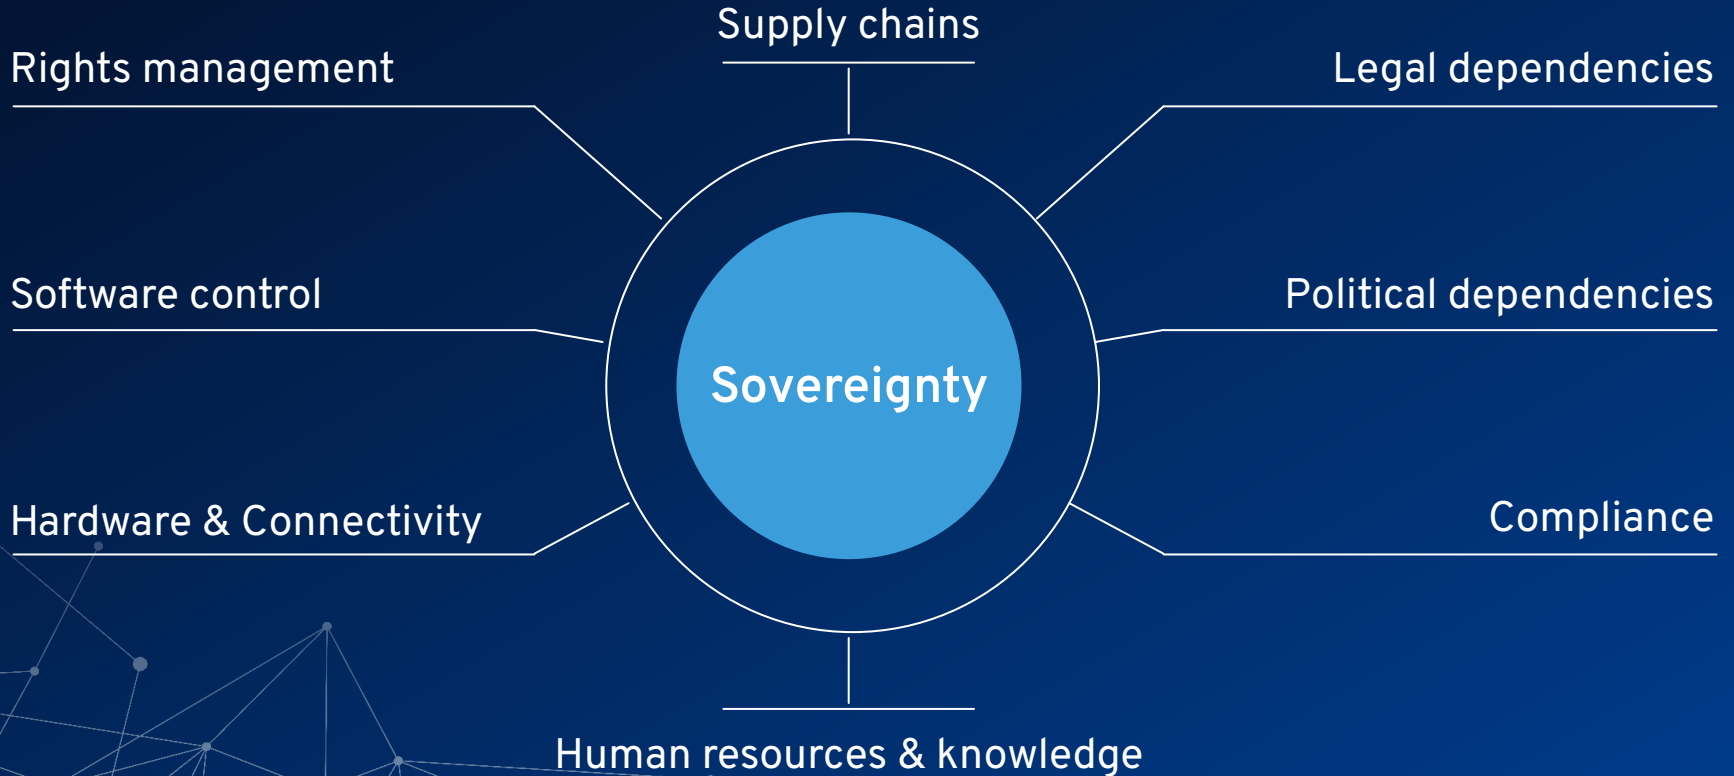 Supply chains
Rights management
Legal dependencies
Software control
Political dependencies
Sovereignty
Hardware & Connectivity
Compliance
Human resources & knowledge